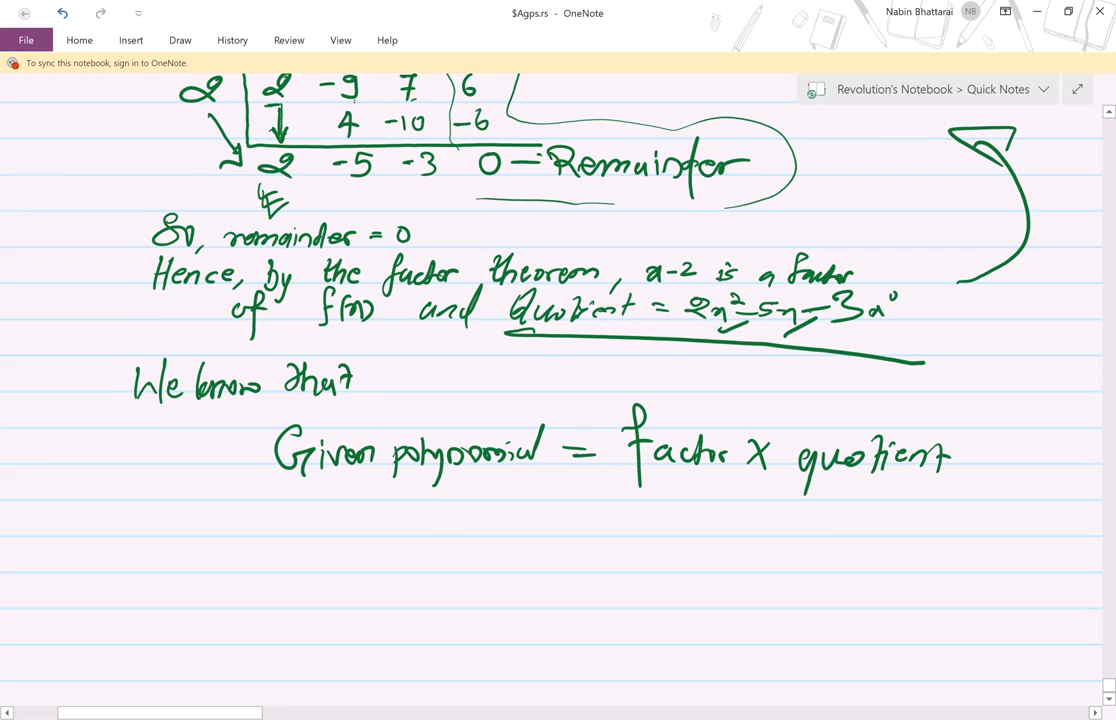 $Agps.rs - OneNote
Nabin Bhattarai NB
File Home Insert Draw History Review View Help
To sync this notebook, sign in to OneNote.
Revolution's Notebook > Quick Notes
2 2 -9 7 6
4 -10 -6
2 -5 -3 0 – Remainder
So, remainder = 0
Hence, by the factor theorem, x-2 is a factor
of f(x) and Quotient = 2x² - 5x - 3x⁰
We know that
Given polynomial = factor × quotient